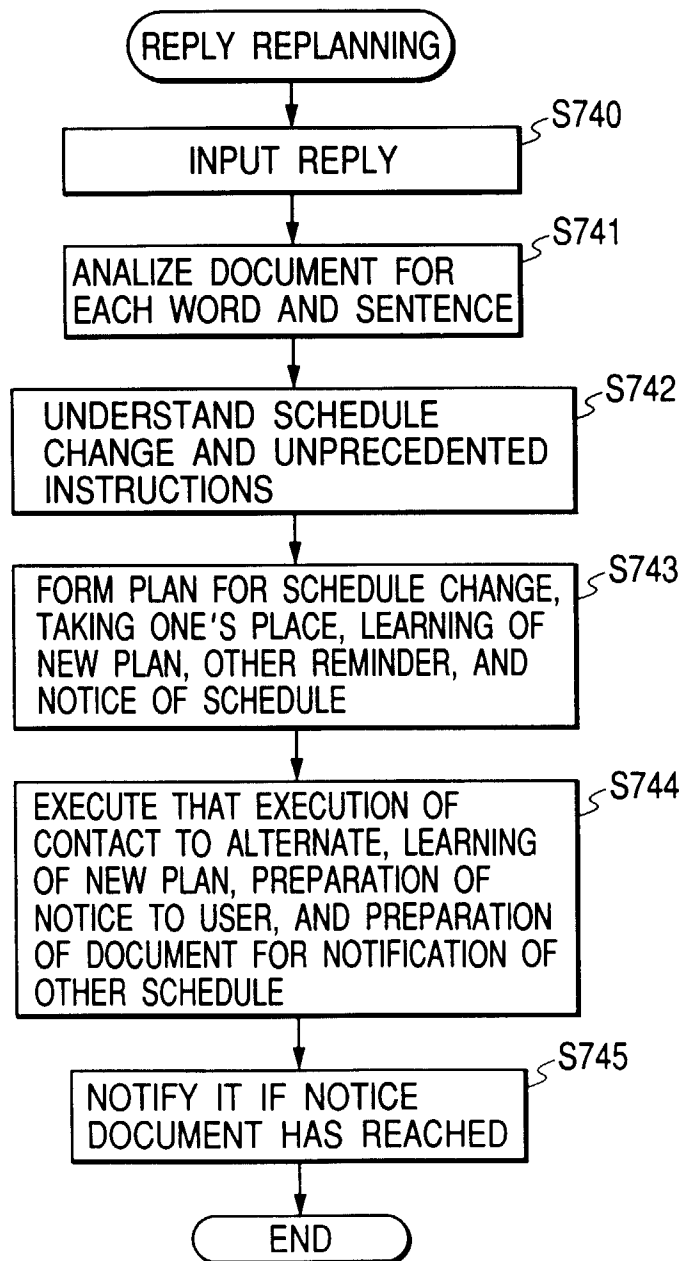 REPLY REPLANNING
S740
INPUT REPLY
S741
ANALIZE DOCUMENT FOR
EACH WORD AND SENTENCE
S742
UNDERSTAND SCHEDULE
CHANGE AND UNPRECEDENTED
INSTRUCTIONS
S743
FORM PLAN FOR SCHEDULE CHANGE,
TAKING ONE'S PLACE, LEARNING OF
NEW PLAN, OTHER REMINDER, AND
NOTICE OF SCHEDULE
S744
EXECUTE THAT EXECUTION OF
CONTACT TO ALTERNATE, LEARNING
OF NEW PLAN, PREPARATION OF
NOTICE TO USER, AND PREPARATION
OF DOCUMENT FOR NOTIFICATION OF
OTHER SCHEDULE
S745
NOTIFY IT IF NOTICE
DOCUMENT HAS REACHED
END